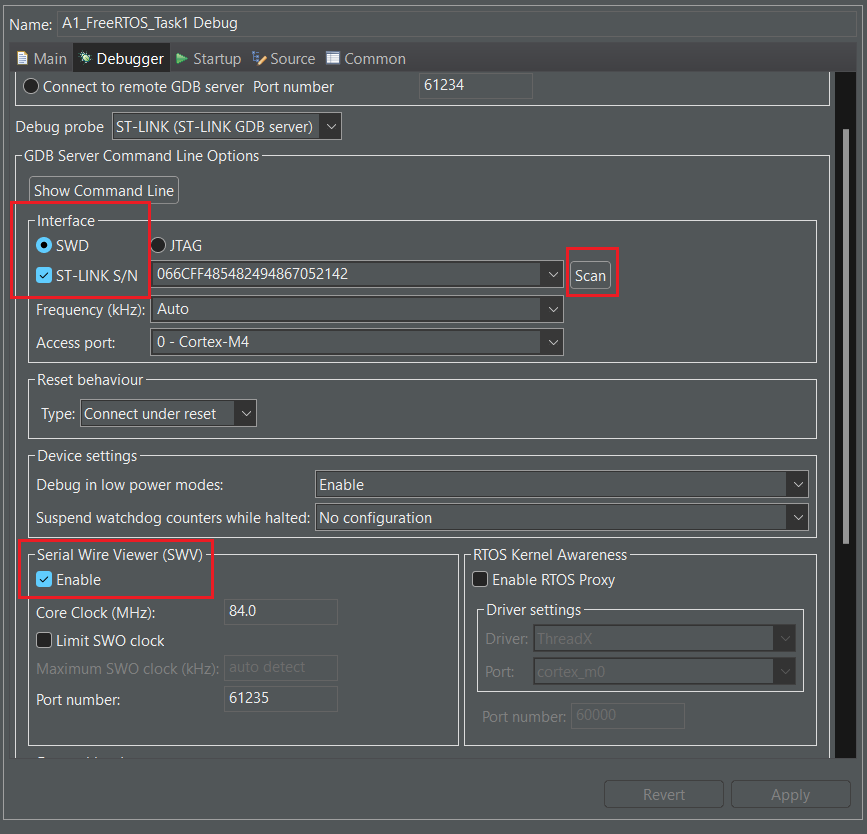 Name: A1_FreeRTOS_Task1 Debug
Main Debugger Startup Source Common
Connect to remote GDB server Port number 61234
Debug probe ST-LINK (ST-LINK GDB server)
GDB Server Command Line Options
Show Command Line
Interface
SWD JTAG
ST-LINK S/N 066CFF485482494867052142 Scan
Frequency (kHz): Auto
Access port: 0 - Cortex-M4
Reset behaviour
Type: Connect under reset
Device settings
Debug in low power modes: Enable
Suspend watchdog counters while halted: No configuration
Serial Wire Viewer (SWV)
Enable
Core Clock (MHz): 84.0
Limit SWO clock
Maximum SWO clock (kHz): auto detect
Port number: 61235
RTOS Kernel Awareness
Enable RTOS Proxy
Driver settings
Driver: ThreadX
Port: cortex_m0
Port number: 60000
Revert Apply